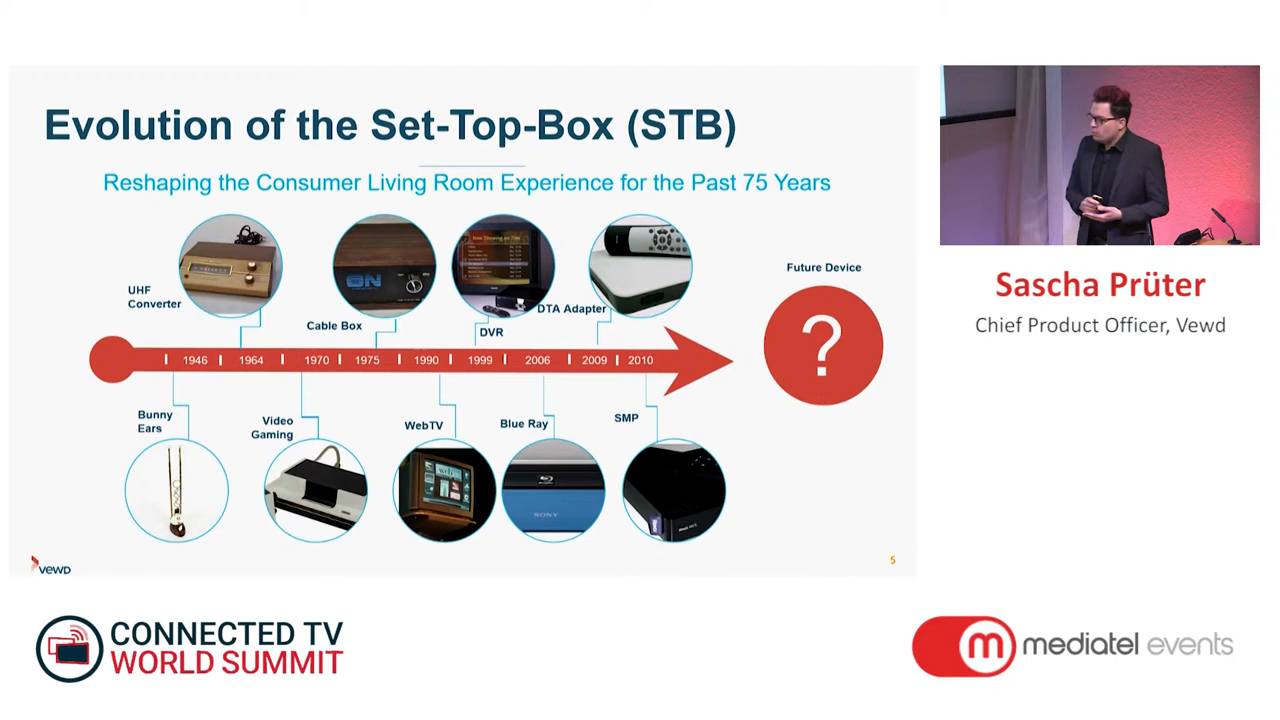 Evolution of the Set-Top-Box (STB)
Reshaping the Consumer Living Room Experience for the Past 75 Years
UHF
Converter
Cable Box
DVR
DTA Adapter
Future Device
?
1946 1964 1970 1975 1990 1999 2006 2009 2010
Bunny
Ears
Video
Gaming
WebTV
Blue Ray
SMP
SONY
VEWD
5
Sascha Prüter
Chief Product Officer, Vewd
CONNECTED TV
WORLD SUMMIT
m mediatel events